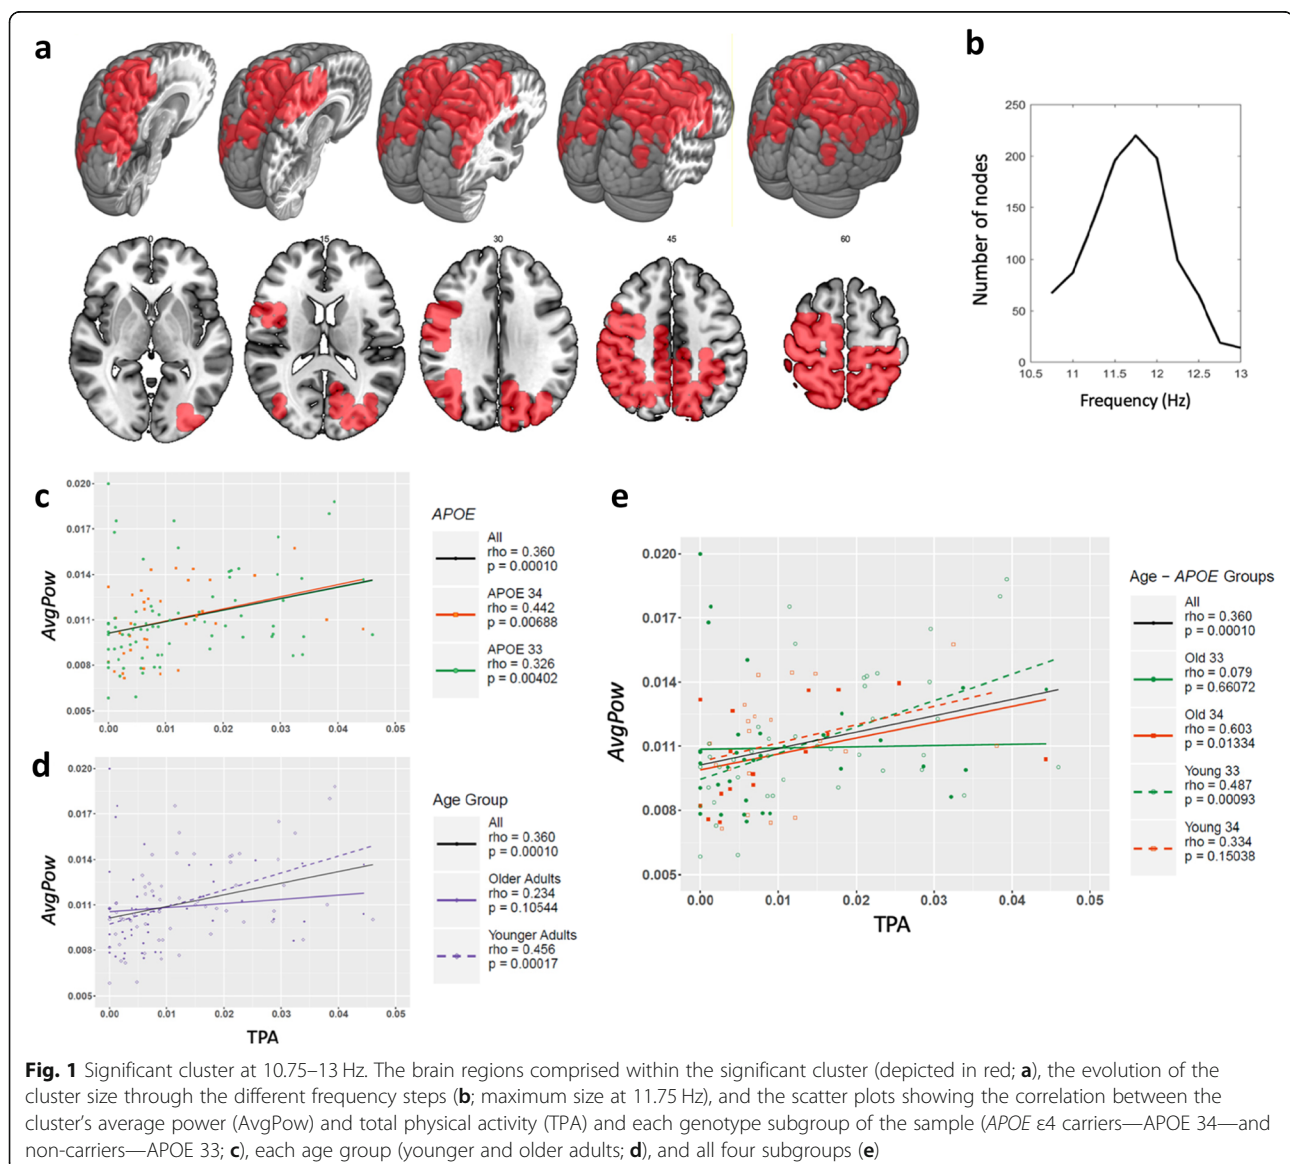 a
0
15
30
45
60
b
Number of nodes
250
200
150
100
50
0
10.5 11 11.5 12 12.5 13
Frequency (Hz)
c
AvgPow
0.020
0.017
0.014
0.011
0.008
0.005
0.00 0.01 0.02 0.03 0.04 0.05
APOE
All
rho = 0.360
p = 0.00010
APOE 34
rho = 0.442
p = 0.00688
APOE 33
rho = 0.326
p = 0.00402
d
AvgPow
0.020
0.017
0.014
0.011
0.008
0.005
0.00 0.01 0.02 0.03 0.04 0.05
TPA
Age Group
All
rho = 0.360
p = 0.00010
Older Adults
rho = 0.234
p = 0.10544
Younger Adults
rho = 0.456
p = 0.00017
e
AvgPow
0.020
0.017
0.014
0.011
0.008
0.005
0.00 0.01 0.02 0.03 0.04 0.05
TPA
Age – APOE Groups
All
rho = 0.360
p = 0.00010
Old 33
rho = 0.079
p = 0.66072
Old 34
rho = 0.603
p = 0.01334
Young 33
rho = 0.487
p = 0.00093
Young 34
rho = 0.334
p = 0.15038
Fig. 1 Significant cluster at 10.75–13 Hz. The brain regions comprised within the significant cluster (depicted in red; a), the evolution of the
cluster size through the different frequency steps (b; maximum size at 11.75 Hz), and the scatter plots showing the correlation between the
cluster's average power (AvgPow) and total physical activity (TPA) and each genotype subgroup of the sample (APOE ε4 carriers—APOE 34—and
non-carriers—APOE 33; c), each age group (younger and older adults; d), and all four subgroups (e)